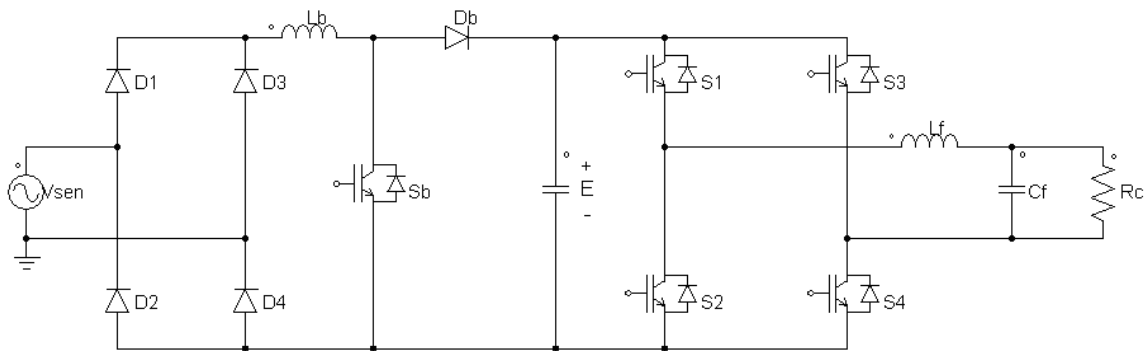 Lb
Db
D1
D3
S1
S3
Lf
Vsen
Sb
+
E
-
Cf
Rc
D2
D4
S2
S4